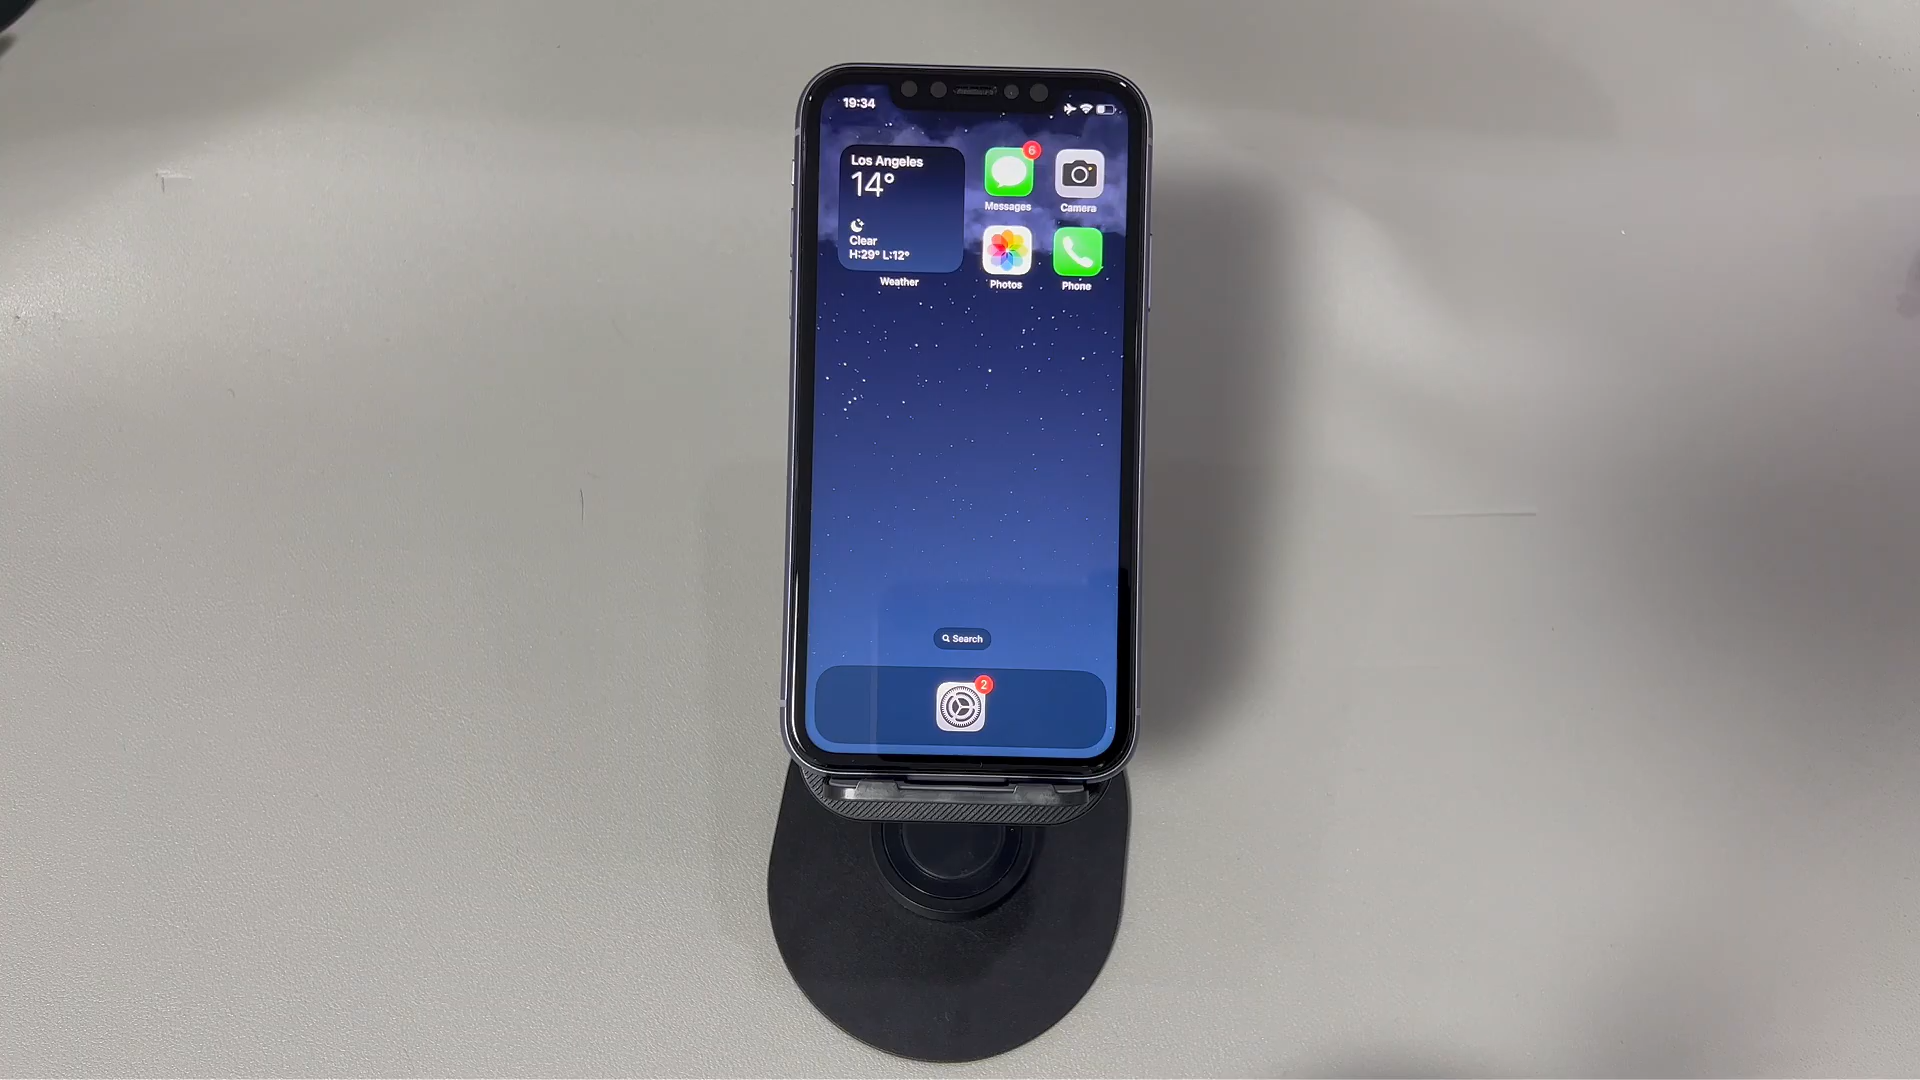 19:34
Los Angeles
14°
Clear
H:29° L:12°
Weather
6
Messages
Camera
Photos
Phone
Search
2